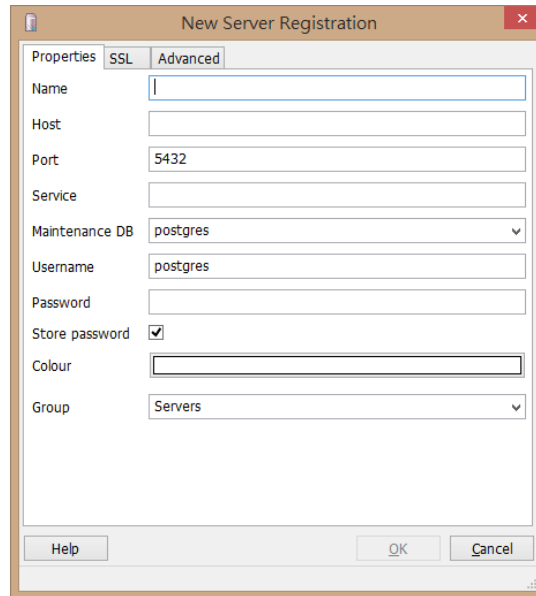 New Server Registration
Properties SSL Advanced
Name
Host
Port 5432
Service
Maintenance DB postgres
Username postgres
Password
Store password
Colour
Group Servers
Help OK Cancel